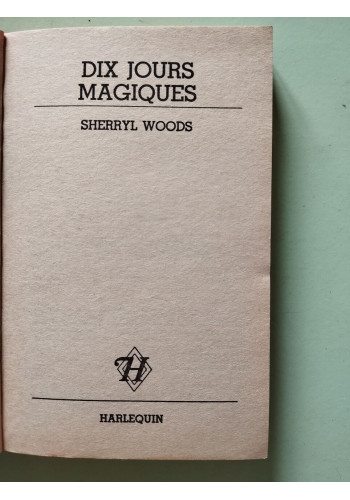 DIX JOURS
MAGIQUES
SHERRYL WOODS
H
HARLEQUIN